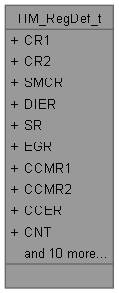 TIM_RegDef_t
+ CR1
+ CR2
+ SMCR
+ DIER
+ SR
+ EGR
+ CCMR1
+ CCMR2
+ CCER
+ CNT
and 10 more...